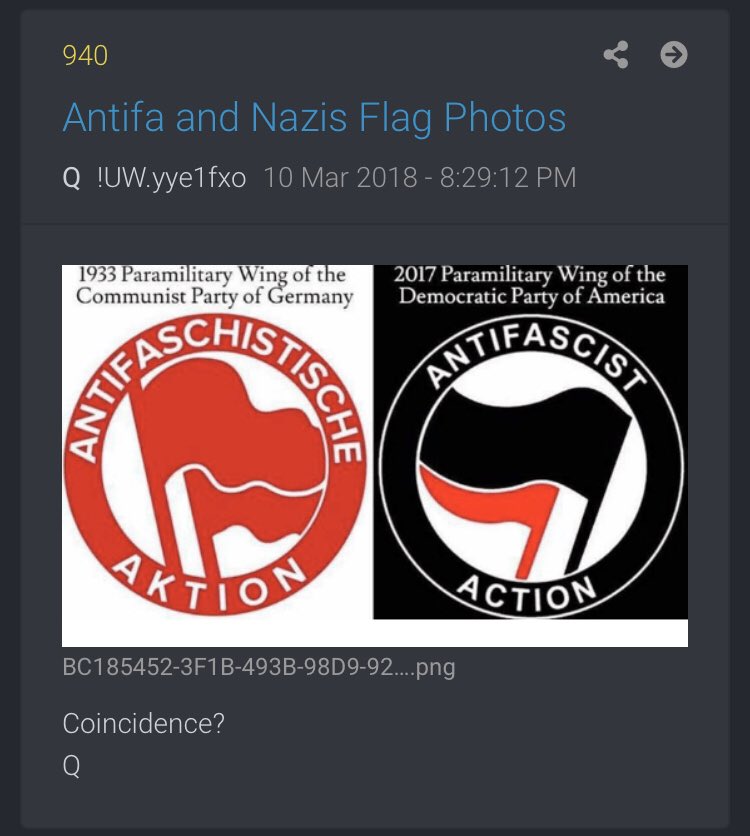 940
Antifa and Nazis Flag Photos
Q !UW.yye1fxo 10 Mar 2018 - 8:29:12 PM
1933 Paramilitary Wing of the
Communist Party of Germany
ANTIFASCHISTISCHE
AKTION
2017 Paramilitary Wing of the
Democratic Party of America
ANTIFASCIST
ACTION
BC185452-3F1B-493B-98D9-92....png
Coincidence?
Q